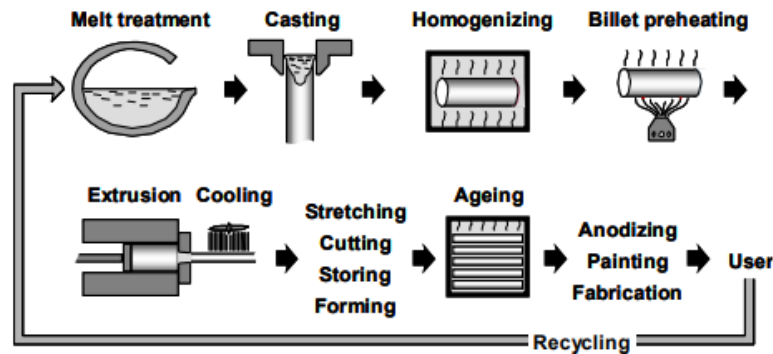 Melt treatment
Casting
Homogenizing
Billet preheating
Extrusion
Cooling
Stretching
Cutting
Storing
Forming
Ageing
Anodizing
Painting
Fabrication
User
Recycling